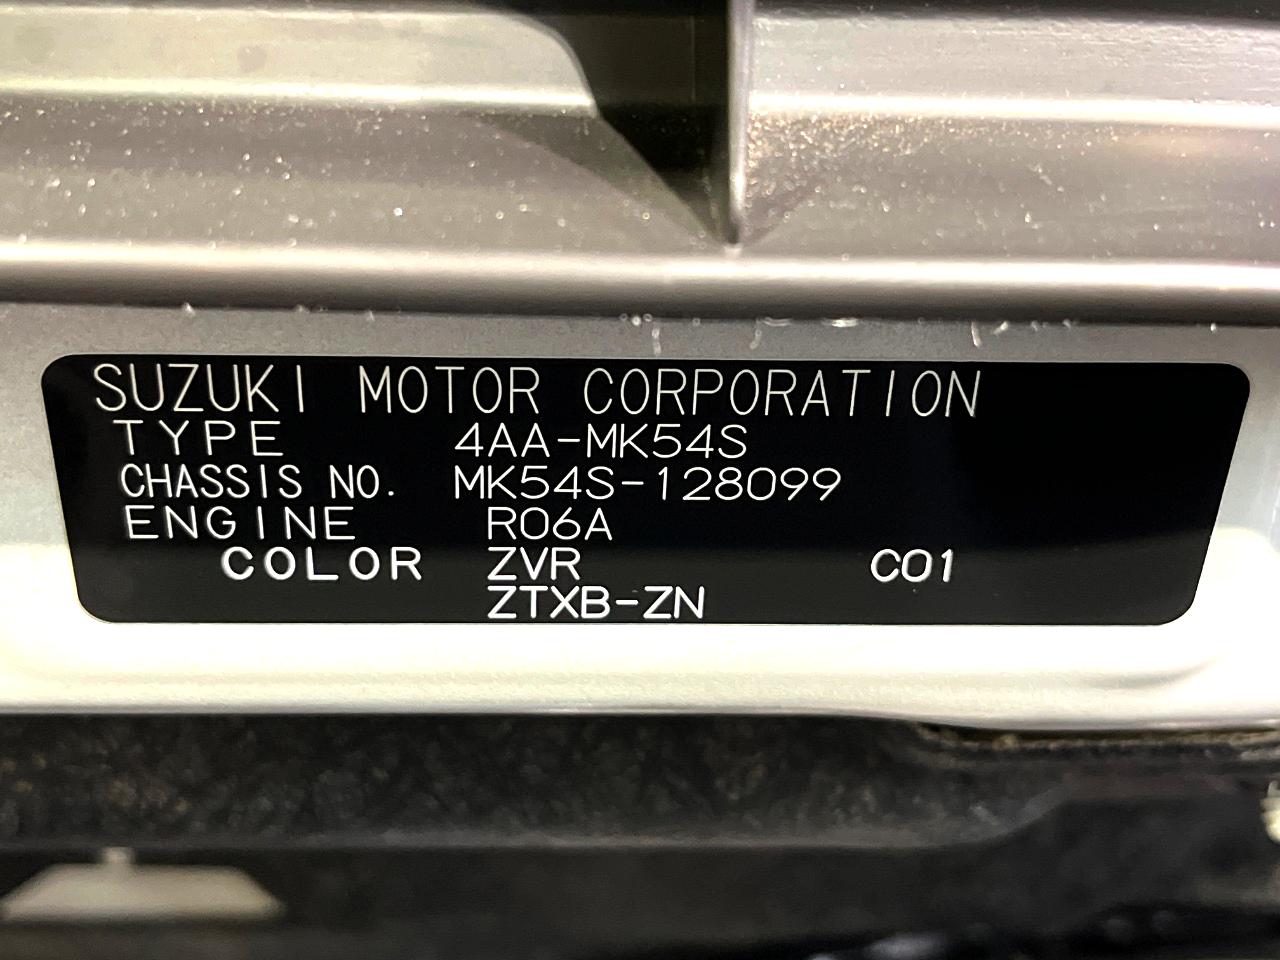 SUZUKI MOTOR CORPORATION
TYPE 4AA-MK54S
CHASSIS NO. MK54S-128099
ENGINE R06A
COLOR ZVR C01
ZTXB-ZN